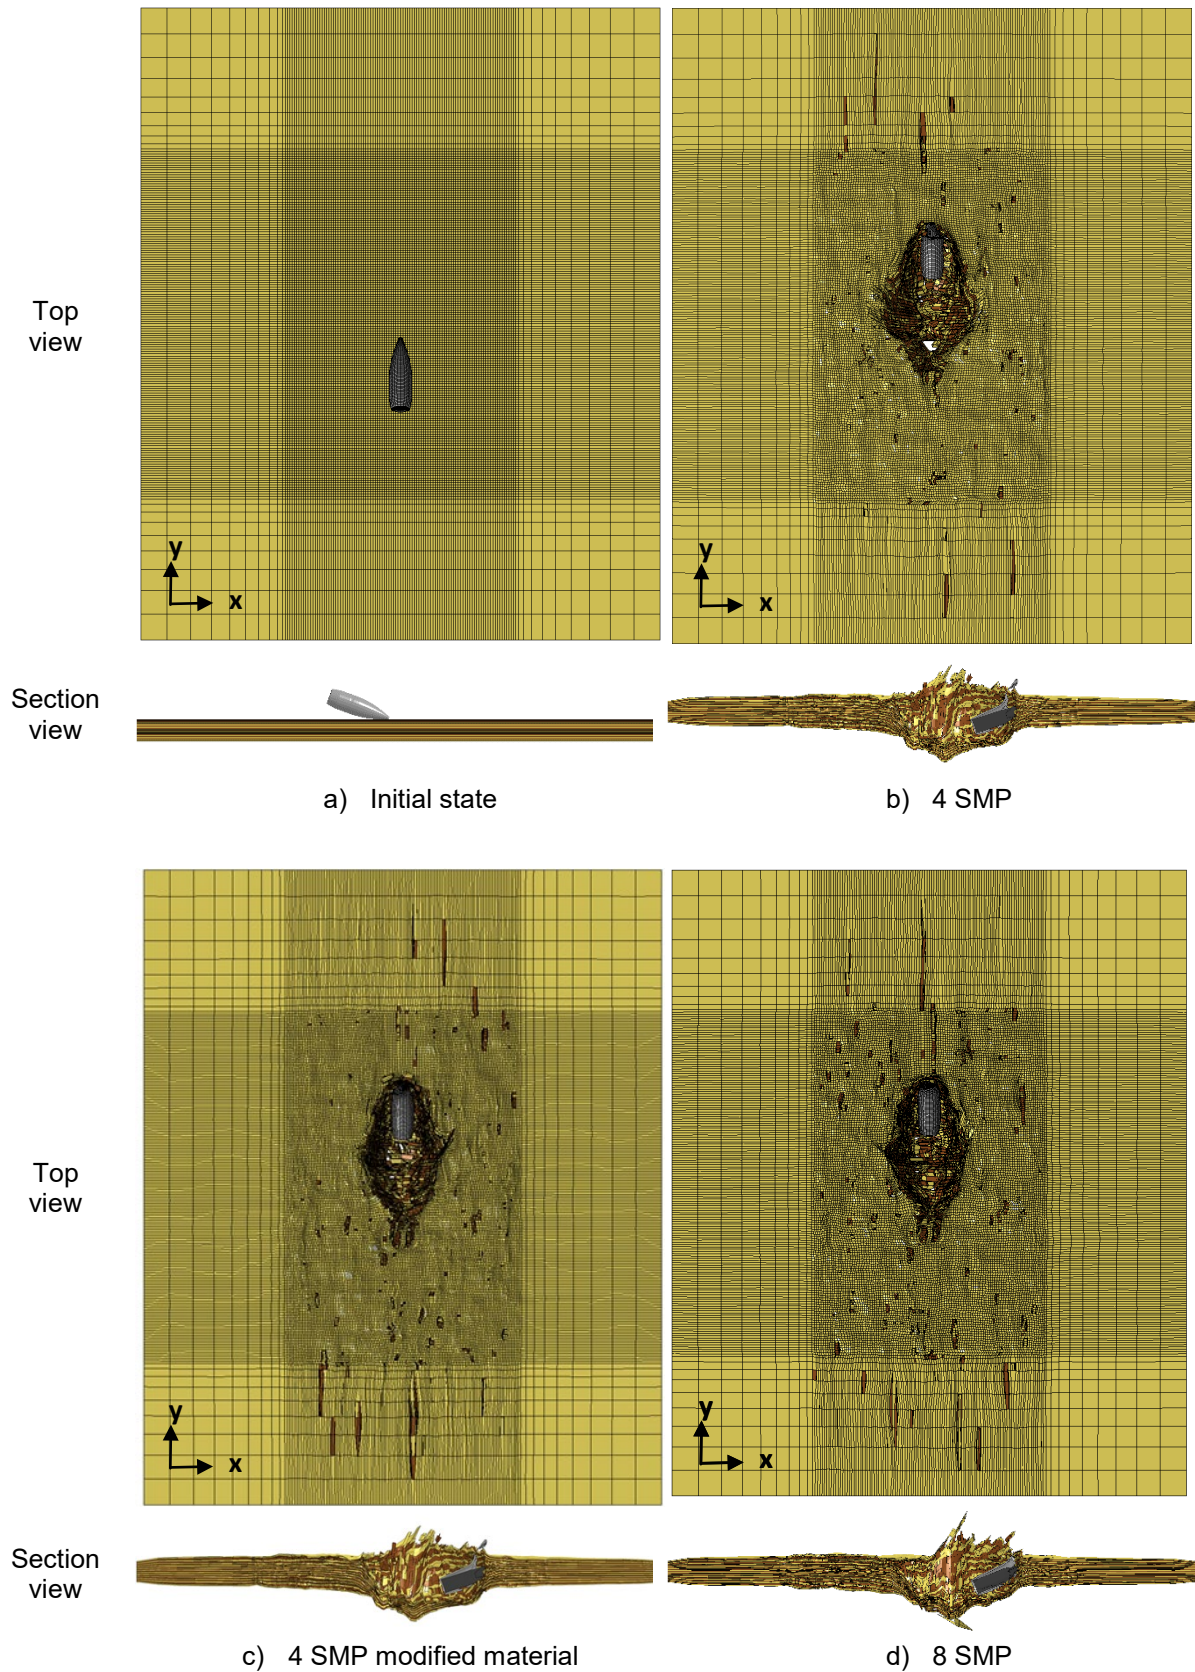 Top
view
y
x
y
x
Section
view
a) Initial state
b) 4 SMP
Top
view
y
x
y
x
Section
view
c) 4 SMP modified material
d) 8 SMP